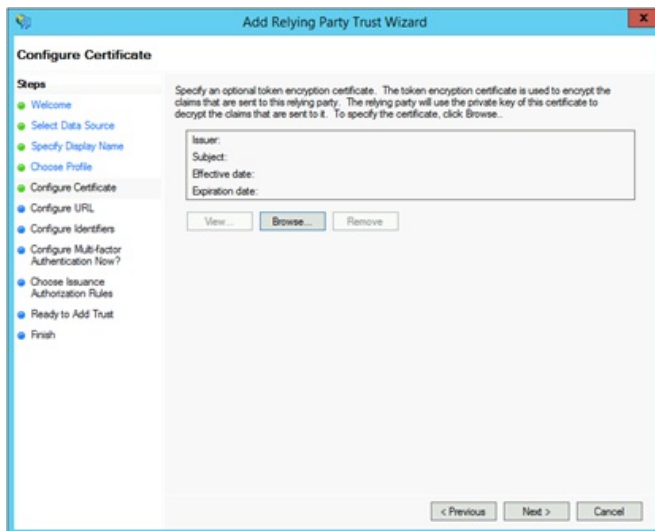 Add Relying Party Trust Wizard
x
Configure Certificate
Steps
Welcome
Select Data Source
Specify Display Name
Choose Profile
Configure Certificate
Configure URL
Configure Identifiers
Configure Multi-factor
Authentication Now?
Choose Issuance
Authorization Rules
Ready to Add Trust
Finish
Specify an optional token encryption certificate. The token encryption certificate is used to encrypt the
claims that are sent to this relying party. The relying party will use the private key of this certificate to
decrypt the claims that are sent to it. To specify the certificate, click Browse..
Issuer:
Subject:
Effective date:
Expiration date:
View...
Browse...
Remove
< Previous
Next >
Cancel